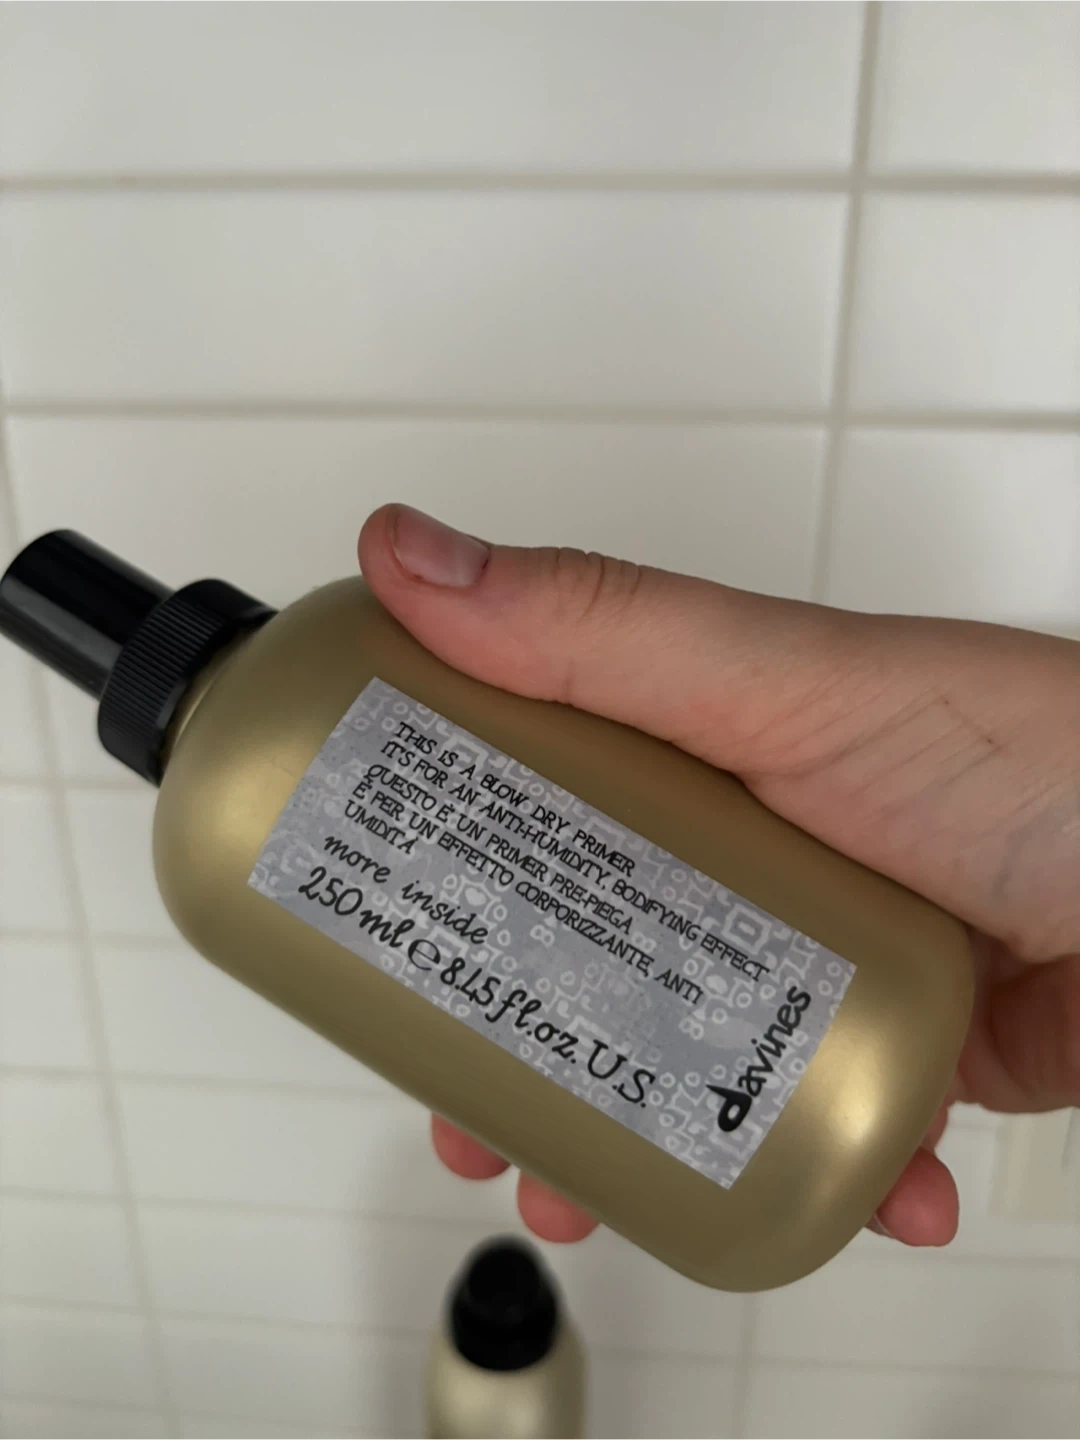 THIS IS A BLOW DRY PRIMER
IT'S FOR AN ANTI-HUMIDITY, BODIFYING EFFECT
QUESTO È UN PRIMER PRE-PIEGA
È PER UN EFFETTO CORPORIZZANTE, ANTI
UMIDITÀ
more inside
250 ml ℮ 8.45 fl.oz. U.S.
davines